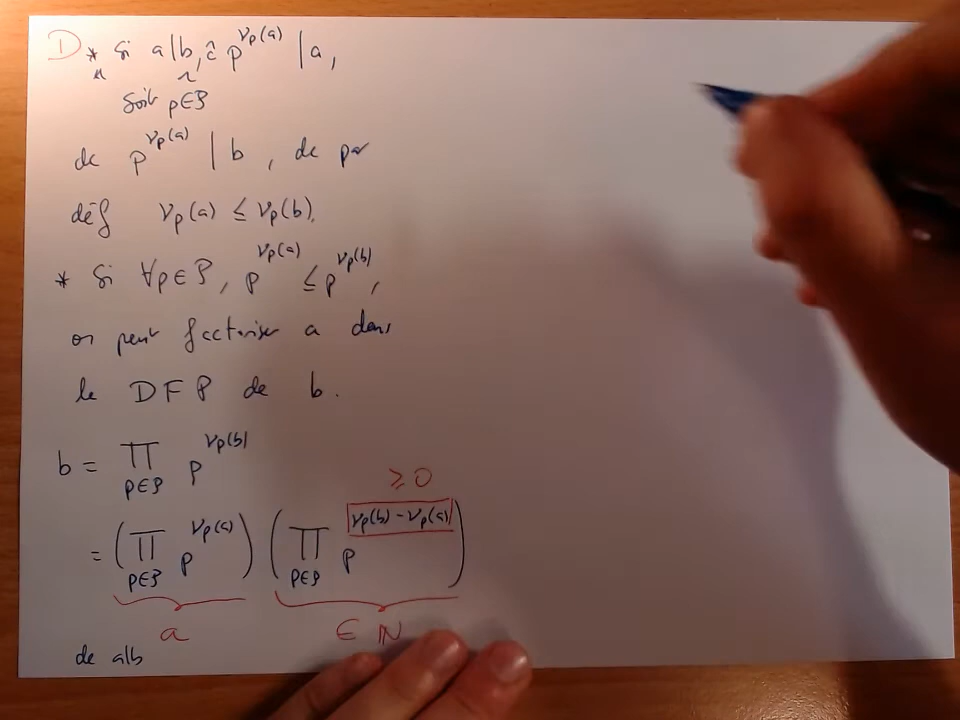 D * Si a|b, ĉ p^{νp(a)} | a,
Soit p∈P
dc p^{νp(a)} | b, dc par
déf νp(a) ≤ νp(b).
* Si ∀p∈P, p^{νp(a)} ≤ p^{νp(b)},
on peut factoriser a dans
le DFP de b.
b = ∏_{p∈P} p^{νp(b)}
≥ 0
= (∏_{p∈P} p^{νp(a)}) (∏_{p∈P} p^{νp(b) - νp(a)})
a ∈ ℕ
dc a|b